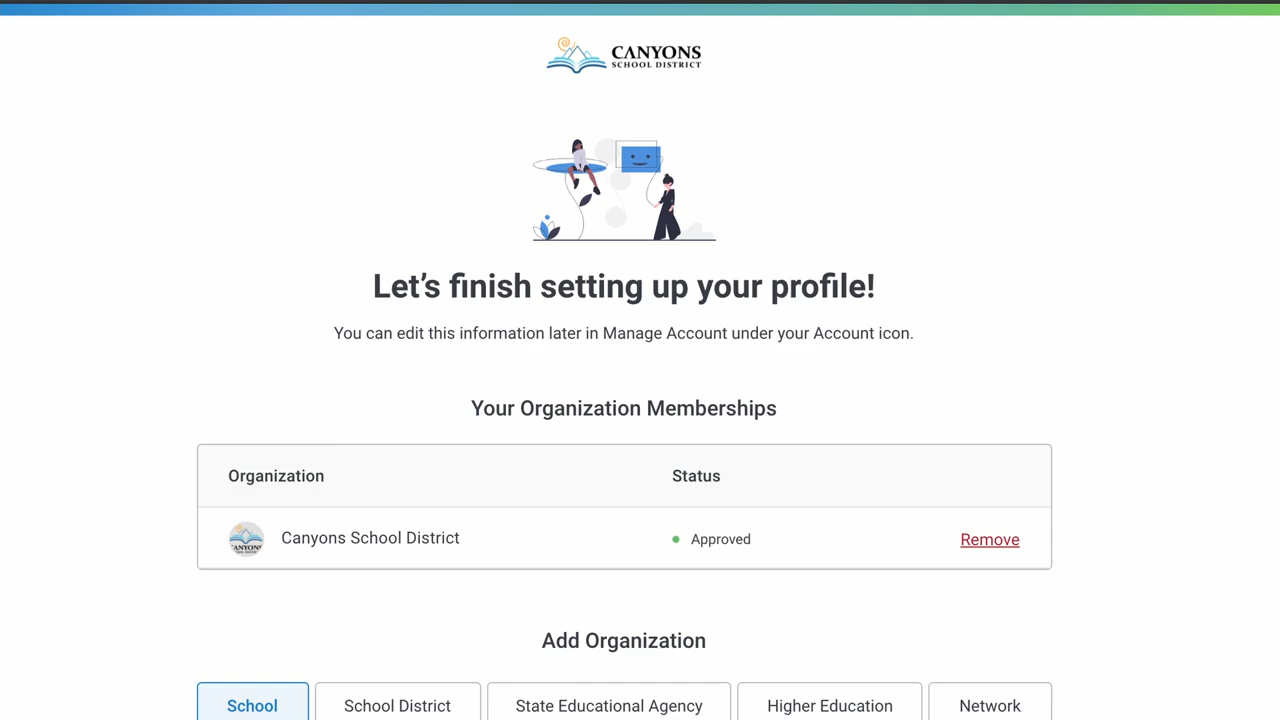 CANYONS
SCHOOL DISTRICT
Let's finish setting up your profile!
You can edit this information later in Manage Account under your Account icon.
Your Organization Memberships
Organization Status
CANYONS Canyons School District Approved Remove
Add Organization
School School District State Educational Agency Higher Education Network